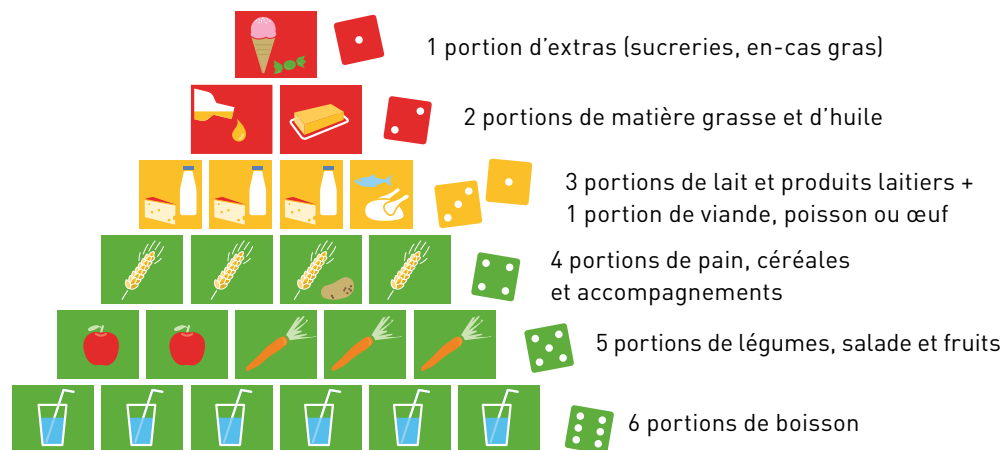 1 portion d’extras (sucreries, en-cas gras)
2 portions de matière grasse et d’huile
3 portions de lait et produits laitiers +
1 portion de viande, poisson ou œuf
4 portions de pain, céréales
et accompagnements
5 portions de légumes, salade et fruits
6 portions de boisson